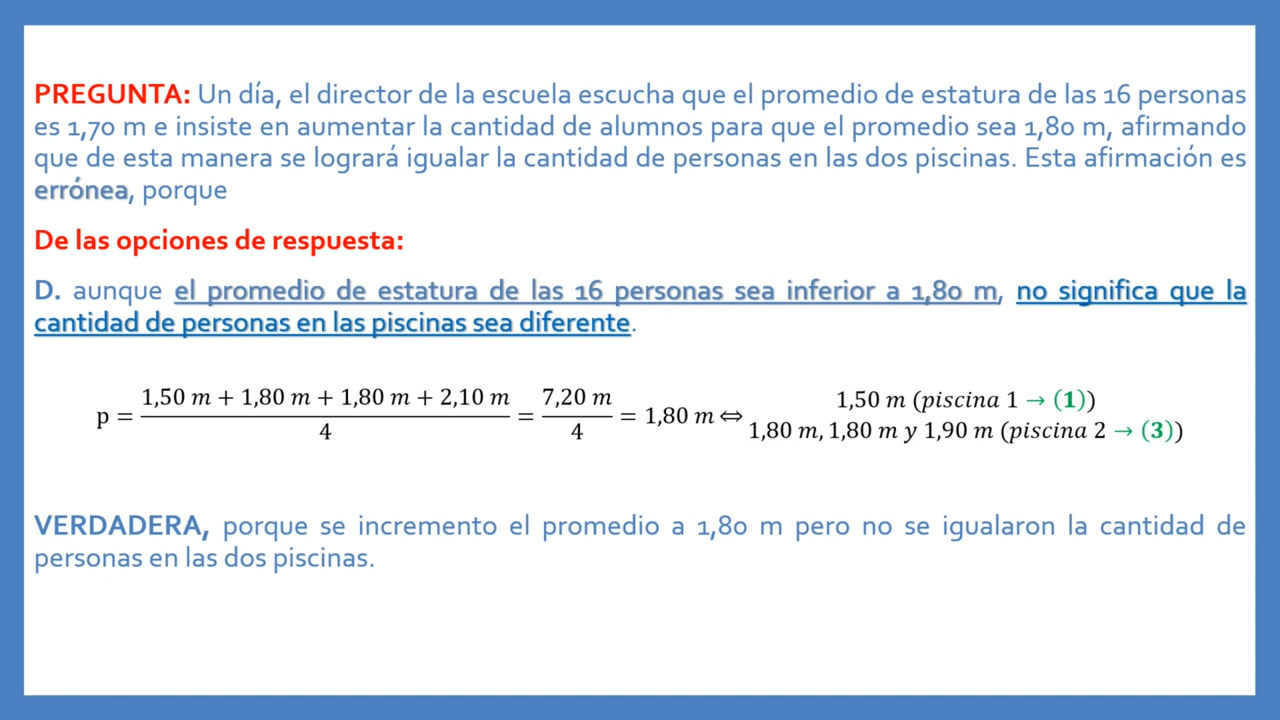 PREGUNTA: Un día, el director de la escuela escucha que el promedio de estatura de las 16 personas
es 1,70 m e insiste en aumentar la cantidad de alumnos para que el promedio sea 1,80 m, afirmando
que de esta manera se logrará igualar la cantidad de personas en las dos piscinas. Esta afirmación es
errónea, porque
De las opciones de respuesta:
D. aunque el promedio de estatura de las 16 personas sea inferior a 1,80 m, no significa que la
cantidad de personas en las piscinas sea diferente.
p = (1,50 m + 1,80 m + 1,80 m + 2,10 m)/4 = 7,20 m/4 = 1,80 m ⇔
1,50 m (piscina 1 → (1))
1,80 m, 1,80 m y 1,90 m (piscina 2 → (3))
VERDADERA, porque se incremento el promedio a 1,80 m pero no se igualaron la cantidad de
personas en las dos piscinas.